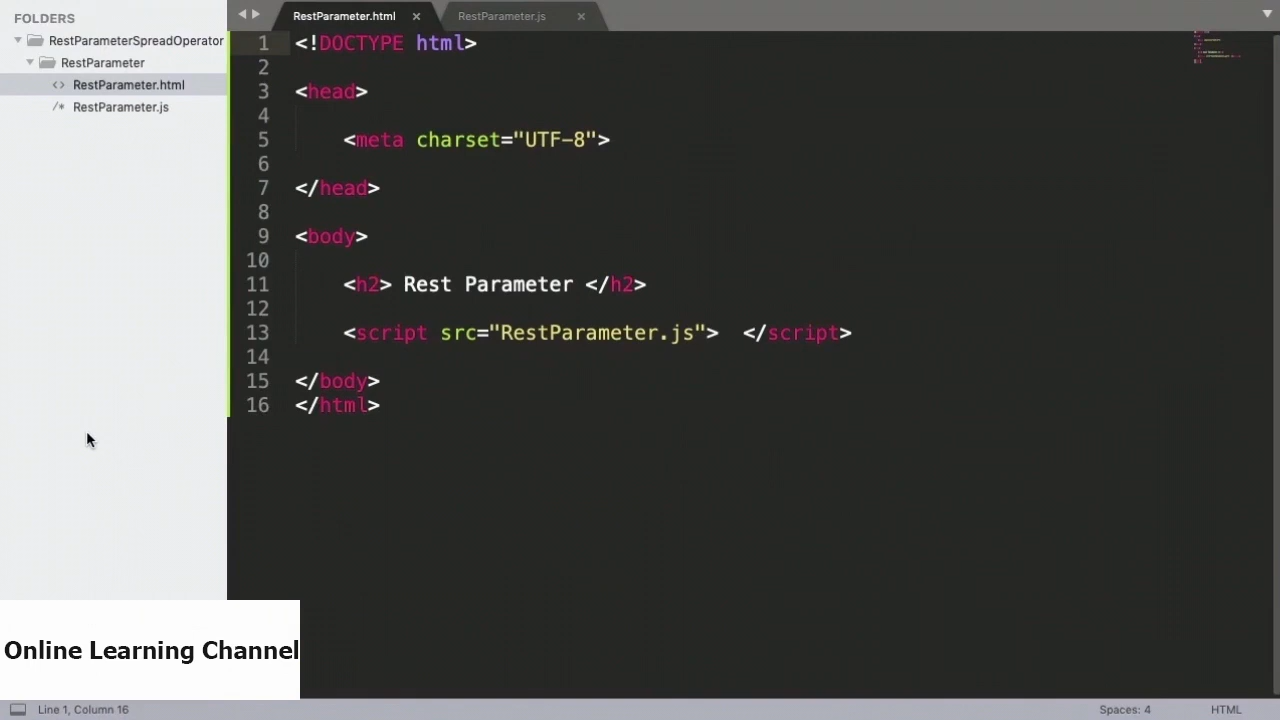 FOLDERS
RestParameterSpreadOperator
RestParameter
<> RestParameter.html
/* RestParameter.js
RestParameter.html ×
RestParameter.js ×
1 <!DOCTYPE html>
2
3 <head>
4
5 <meta charset="UTF-8">
6
7 </head>
8
9 <body>
10
11 <h2> Rest Parameter </h2>
12
13 <script src="RestParameter.js">  </script>
14
15 </body>
16 </html>
Online Learning Channel
Line 1, Column 16
Spaces: 4
HTML